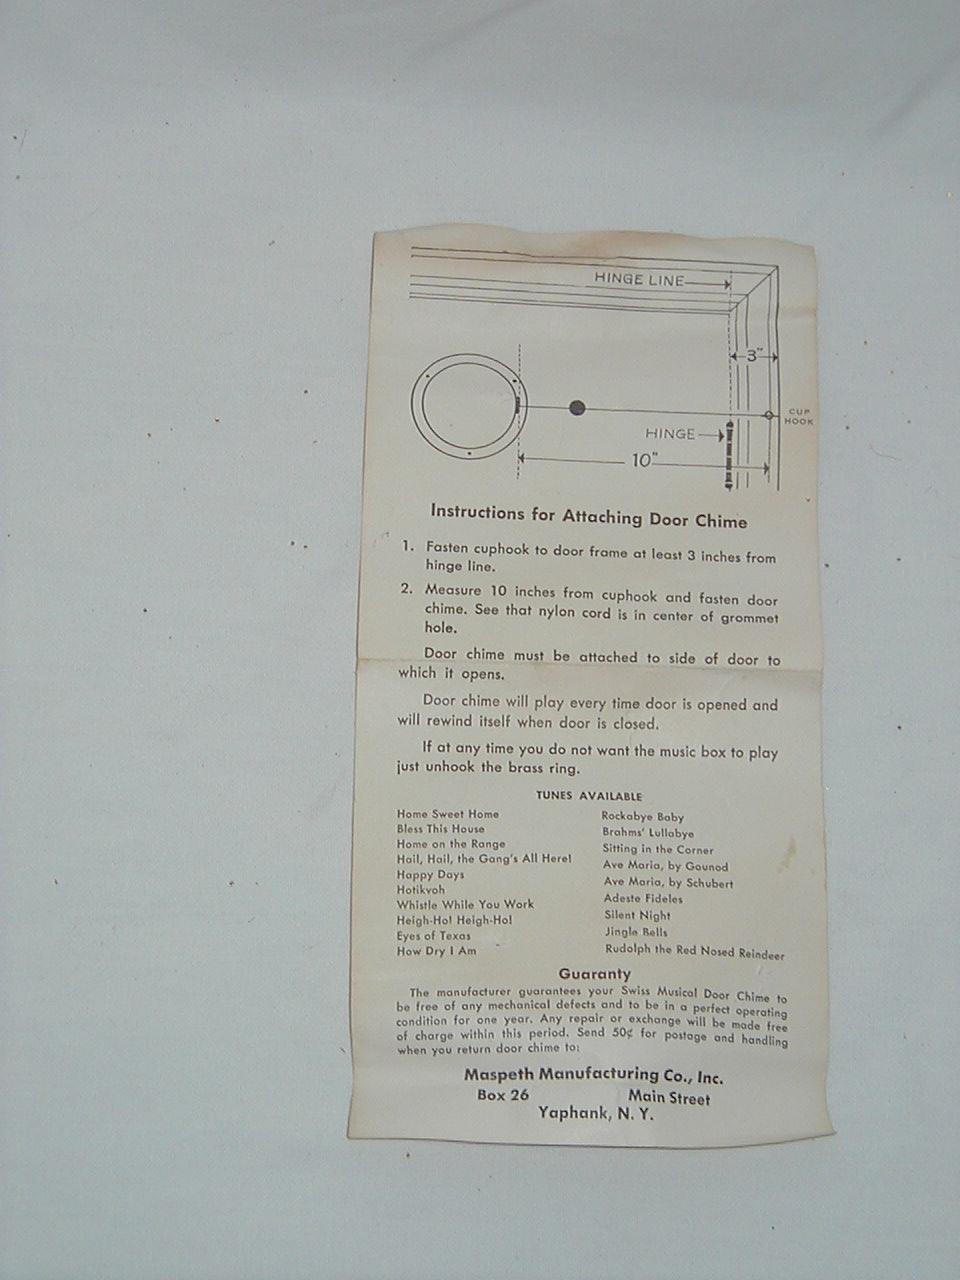 HINGE LINE
3"
CUP
HOOK
HINGE
10"
Instructions for Attaching Door Chime
1. Fasten cuphook to door frame at least 3 inches from
hinge line.
2. Measure 10 inches from cuphook and fasten door
chime. See that nylon cord is in center of grommet
hole.
Door chime must be attached to side of door to
which it opens.
Door chime will play every time door is opened and
will rewind itself when door is closed.
If at any time you do not want the music box to play
just unhook the brass ring.
TUNES AVAILABLE
Home Sweet Home
Bless This House
Home on the Range
Hail, Hail, the Gang's All Here!
Happy Days
Hotikvoh
Whistle While You Work
Heigh-Ho! Heigh-Ho!
Eyes of Texas
How Dry I Am
Rockabye Baby
Brahms' Lullabye
Sitting in the Corner
Ave Maria, by Gounod
Ave Maria, by Schubert
Adeste Fideles
Silent Night
Jingle Bells
Rudolph the Red Nosed Reindeer
Guaranty
The manufacturer guarantees your Swiss Musical Door Chime to
be free of any mechanical defects and to be in a perfect operating
condition for one year. Any repair or exchange will be made free
of charge within this period. Send 50¢ for postage and handling
when you return door chime to:
Maspeth Manufacturing Co., Inc.
Box 26 Main Street
Yaphank, N. Y.